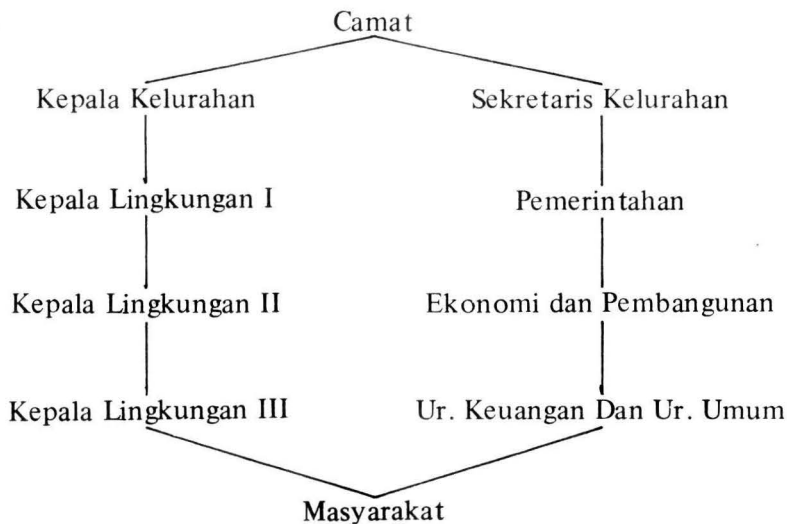 Camat
Kepala Kelurahan
Sekretaris Kelurahan
Kepala Lingkungan I
Pemerintahan
Kepala Lingkungan II
Ekonomi dan Pembangunan
Kepala Lingkungan III
Ur. Keuangan Dan Ur. Umum
Masyarakat